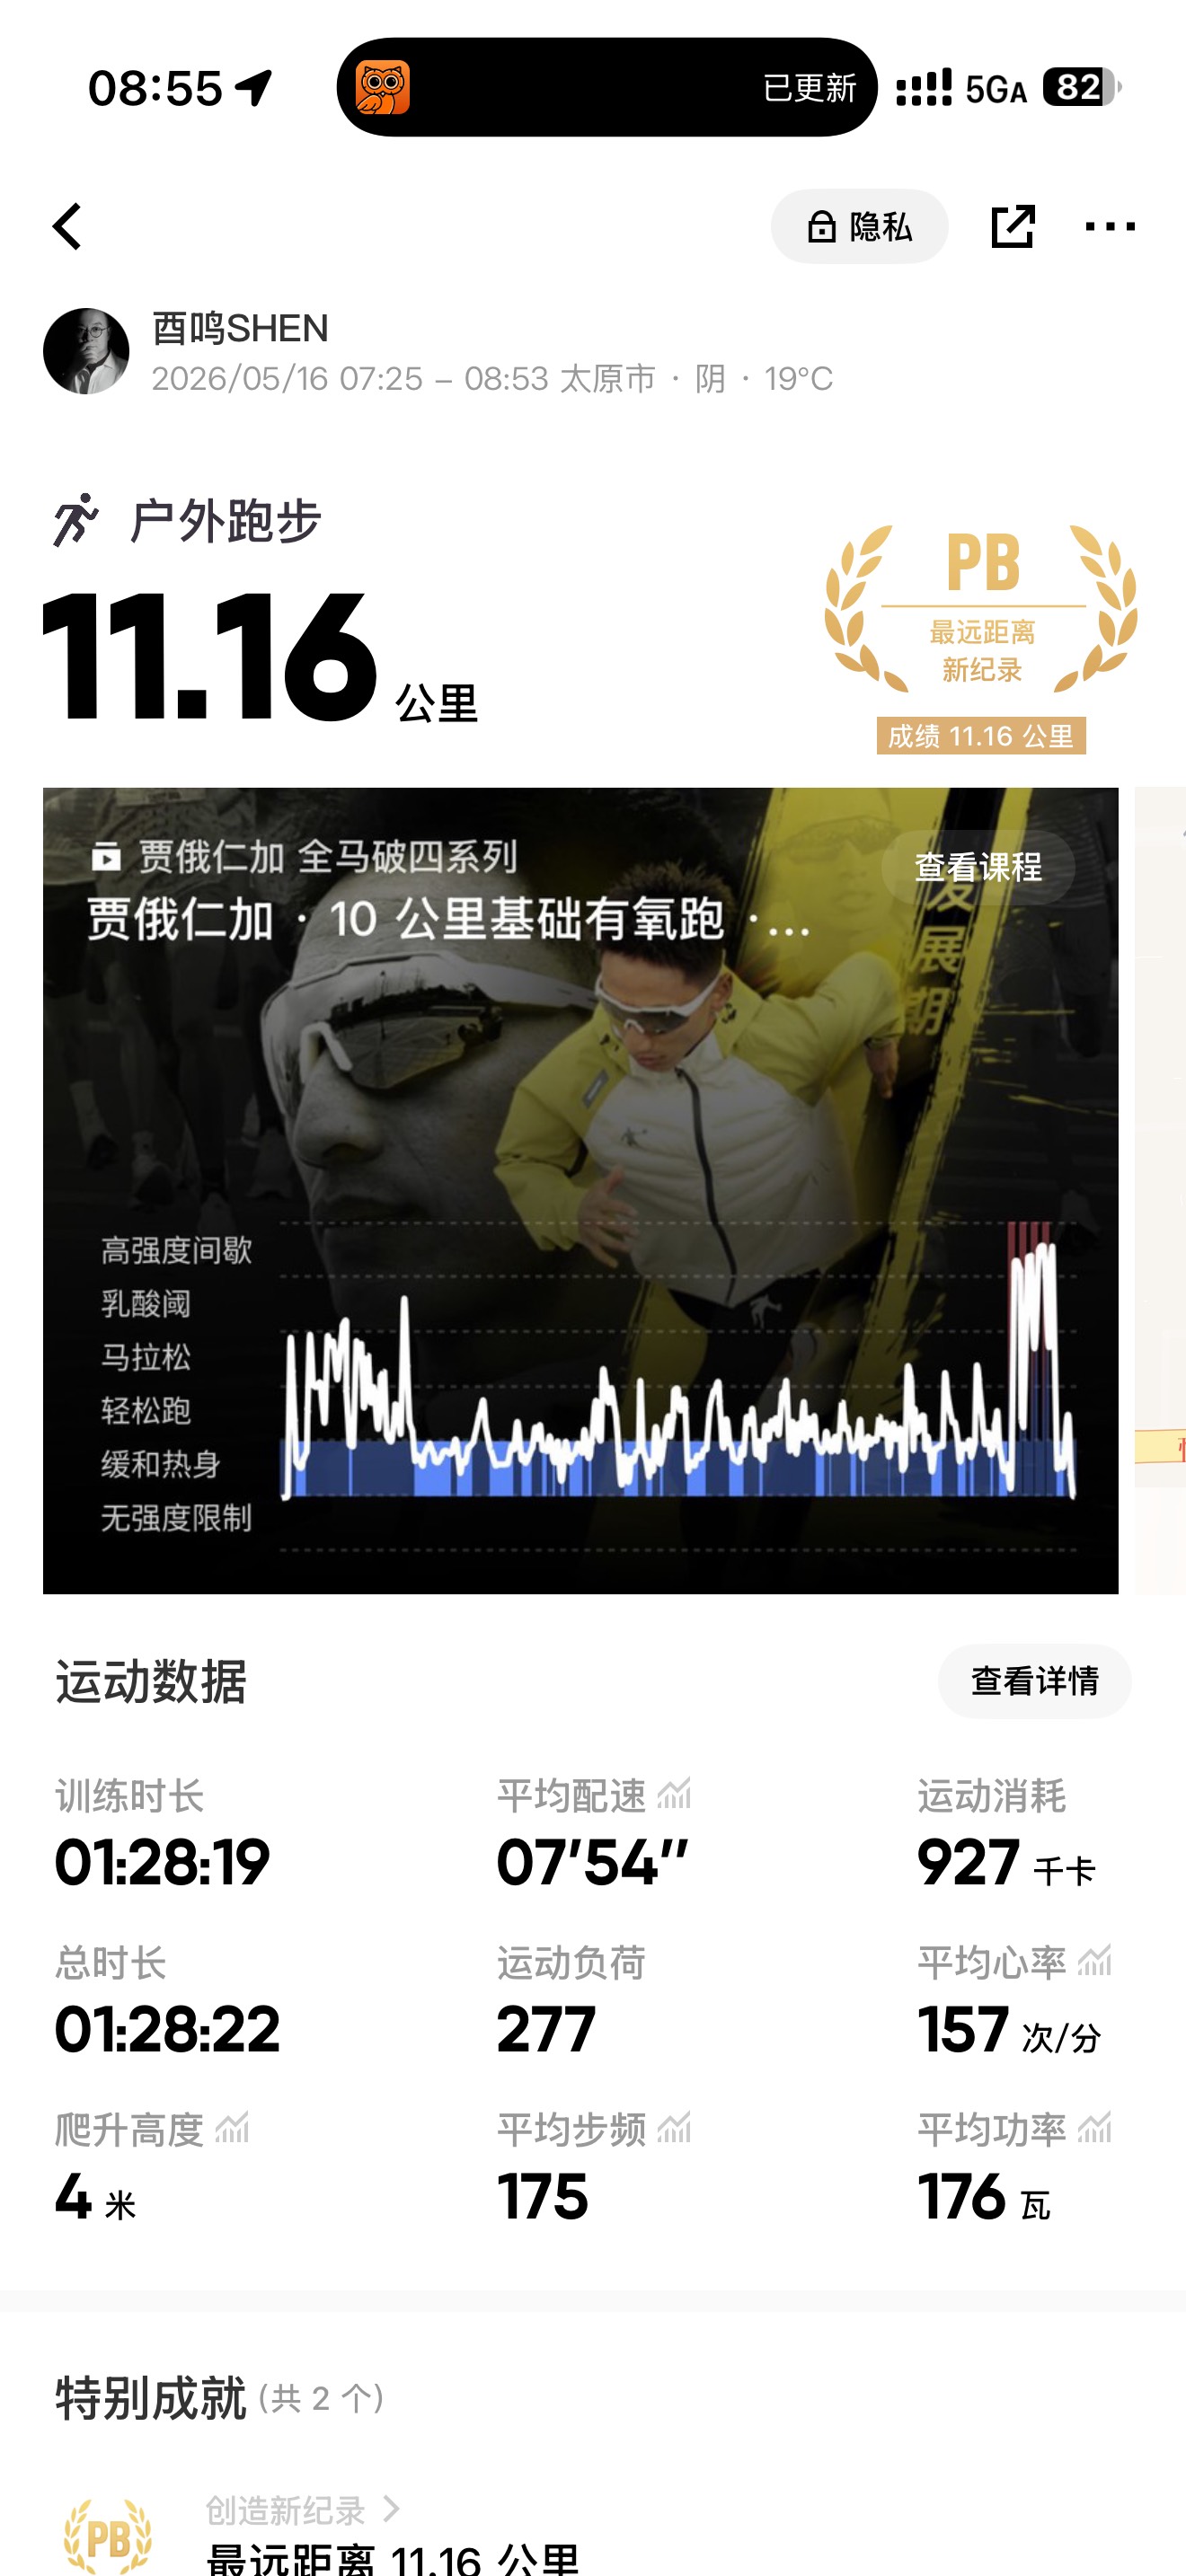 08:55
已更新
5GA
82
隐私
酉鸣SHEN
2026/05/16 07:25 – 08:53 太原市 · 阴 · 19°C
户外跑步
11.16 公里
PB
最远距离
新纪录
成绩 11.16 公里
贾俄仁加 全马破四系列
查看课程
贾俄仁加 · 10 公里基础有氧跑 · ...
发展期
高强度间歇
乳酸阈
马拉松
轻松跑
缓和热身
无强度限制
运动数据
查看详情
训练时长 平均配速 运动消耗
01:28:19 07'54'' 927 千卡
总时长 运动负荷 平均心率
01:28:22 277 157 次/分
爬升高度 平均步频 平均功率
4 米 175 176 瓦
特别成就 (共 2 个)
PB
创造新纪录
最远距离 11.16 公里